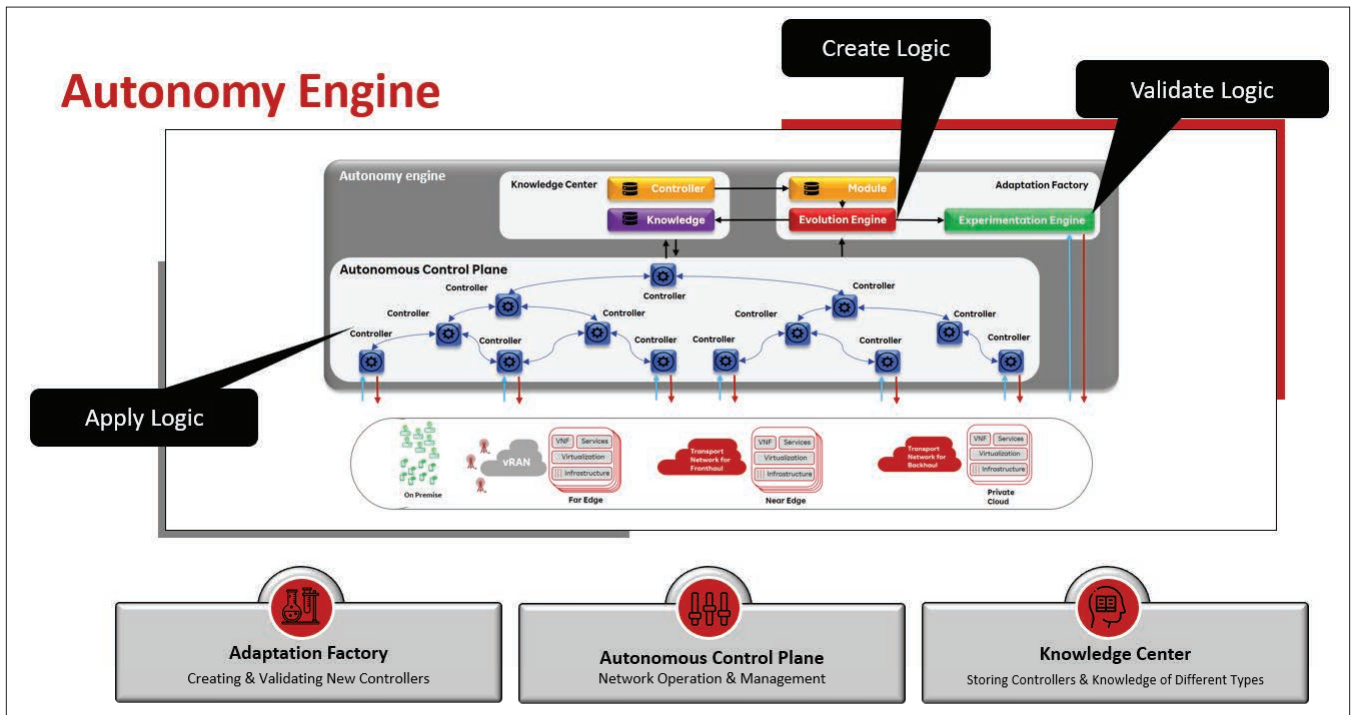 Create Logic
Validate Logic
Autonomy Engine
Autonomy engine
Knowledge Center
Controller
Module
Adaptation Factory
Knowledge
Evolution Engine
Experimentation Engine
Autonomous Control Plane
Controller
Controller
Controller
Controller
Controller
Controller
Controller
Controller
Controller
Controller
Controller
Controller
Apply Logic
On Premise
vRAN
VNF
Services
Virtualization
Infrastructure
Far Edge
Transport
Network for
Fronthaul
VNF
Services
Virtualization
Infrastructure
Near Edge
Transport
Network for
Backhaul
VNF
Services
Virtualization
Infrastructure
Private
Cloud
Adaptation Factory
Creating & Validating New Controllers
Autonomous Control Plane
Network Operation & Management
Knowledge Center
Storing Controllers & Knowledge of Different Types